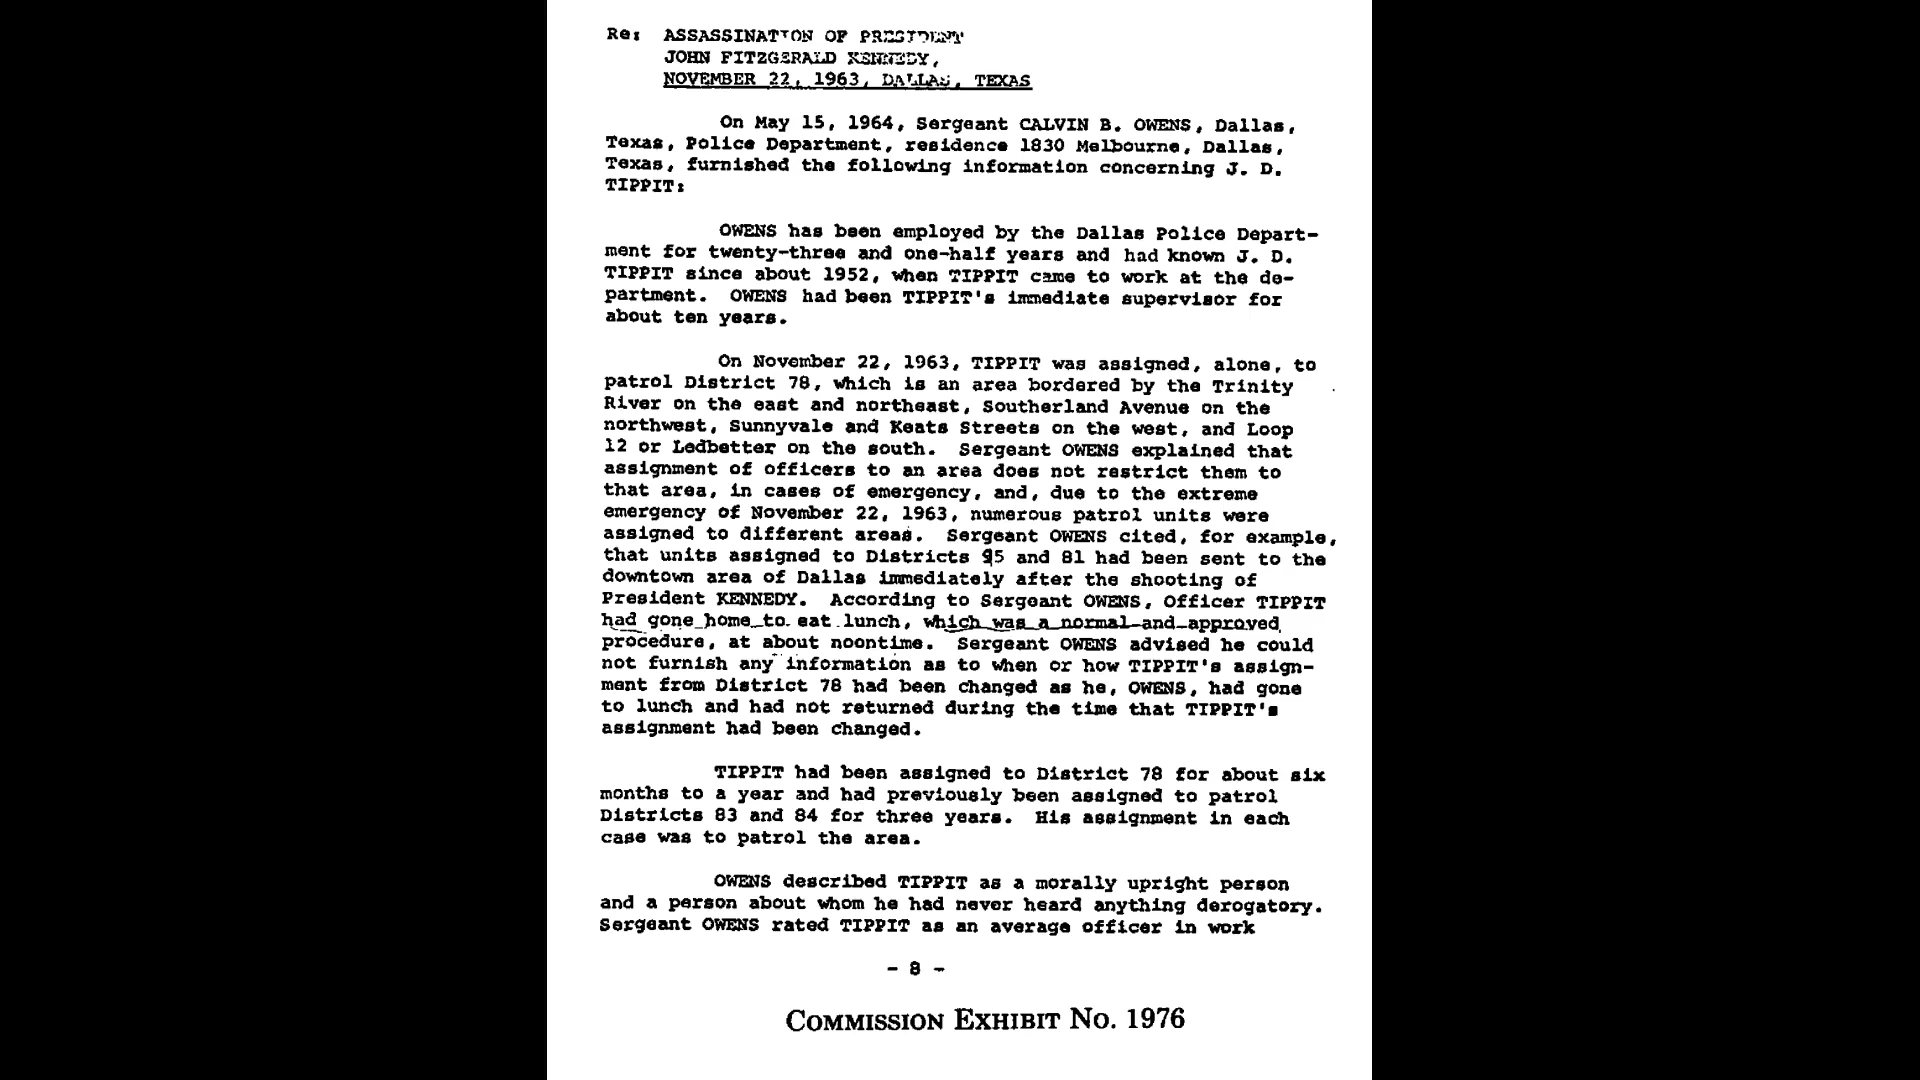 Re: ASSASSINATION OF PRESIDENT
JOHN FITZGERALD KENNEDY,
NOVEMBER 22, 1963, DALLAS, TEXAS
On May 15, 1964, Sergeant CALVIN B. OWENS, Dallas,
Texas, Police Department, residence 1830 Melbourne, Dallas,
Texas, furnished the following information concerning J. D.
TIPPIT:
OWENS has been employed by the Dallas Police Depart-
ment for twenty-three and one-half years and had known J. D.
TIPPIT since about 1952, when TIPPIT came to work at the de-
partment. OWENS had been TIPPIT's immediate supervisor for
about ten years.
On November 22, 1963, TIPPIT was assigned, alone, to
patrol District 78, which is an area bordered by the Trinity
River on the east and northeast, Southerland Avenue on the
northwest, Sunnyvale and Keats Streets on the west, and Loop
12 or Ledbetter on the south. Sergeant OWENS explained that
assignment of officers to an area does not restrict them to
that area, in cases of emergency, and, due to the extreme
emergency of November 22, 1963, numerous patrol units were
assigned to different areas. Sergeant OWENS cited, for example,
that units assigned to Districts 95 and 81 had been sent to the
downtown area of Dallas immediately after the shooting of
President KENNEDY. According to Sergeant OWENS, Officer TIPPIT
had gone home to eat lunch, which was a normal and approved
procedure, at about noontime. Sergeant OWENS advised he could
not furnish any information as to when or how TIPPIT's assign-
ment from District 78 had been changed as he, OWENS, had gone
to lunch and had not returned during the time that TIPPIT's
assignment had been changed.
TIPPIT had been assigned to District 78 for about six
months to a year and had previously been assigned to patrol
Districts 83 and 84 for three years. His assignment in each
case was to patrol the area.
OWENS described TIPPIT as a morally upright person
and a person about whom he had never heard anything derogatory.
Sergeant OWENS rated TIPPIT as an average officer in work
- 8 -
COMMISSION EXHIBIT No. 1976